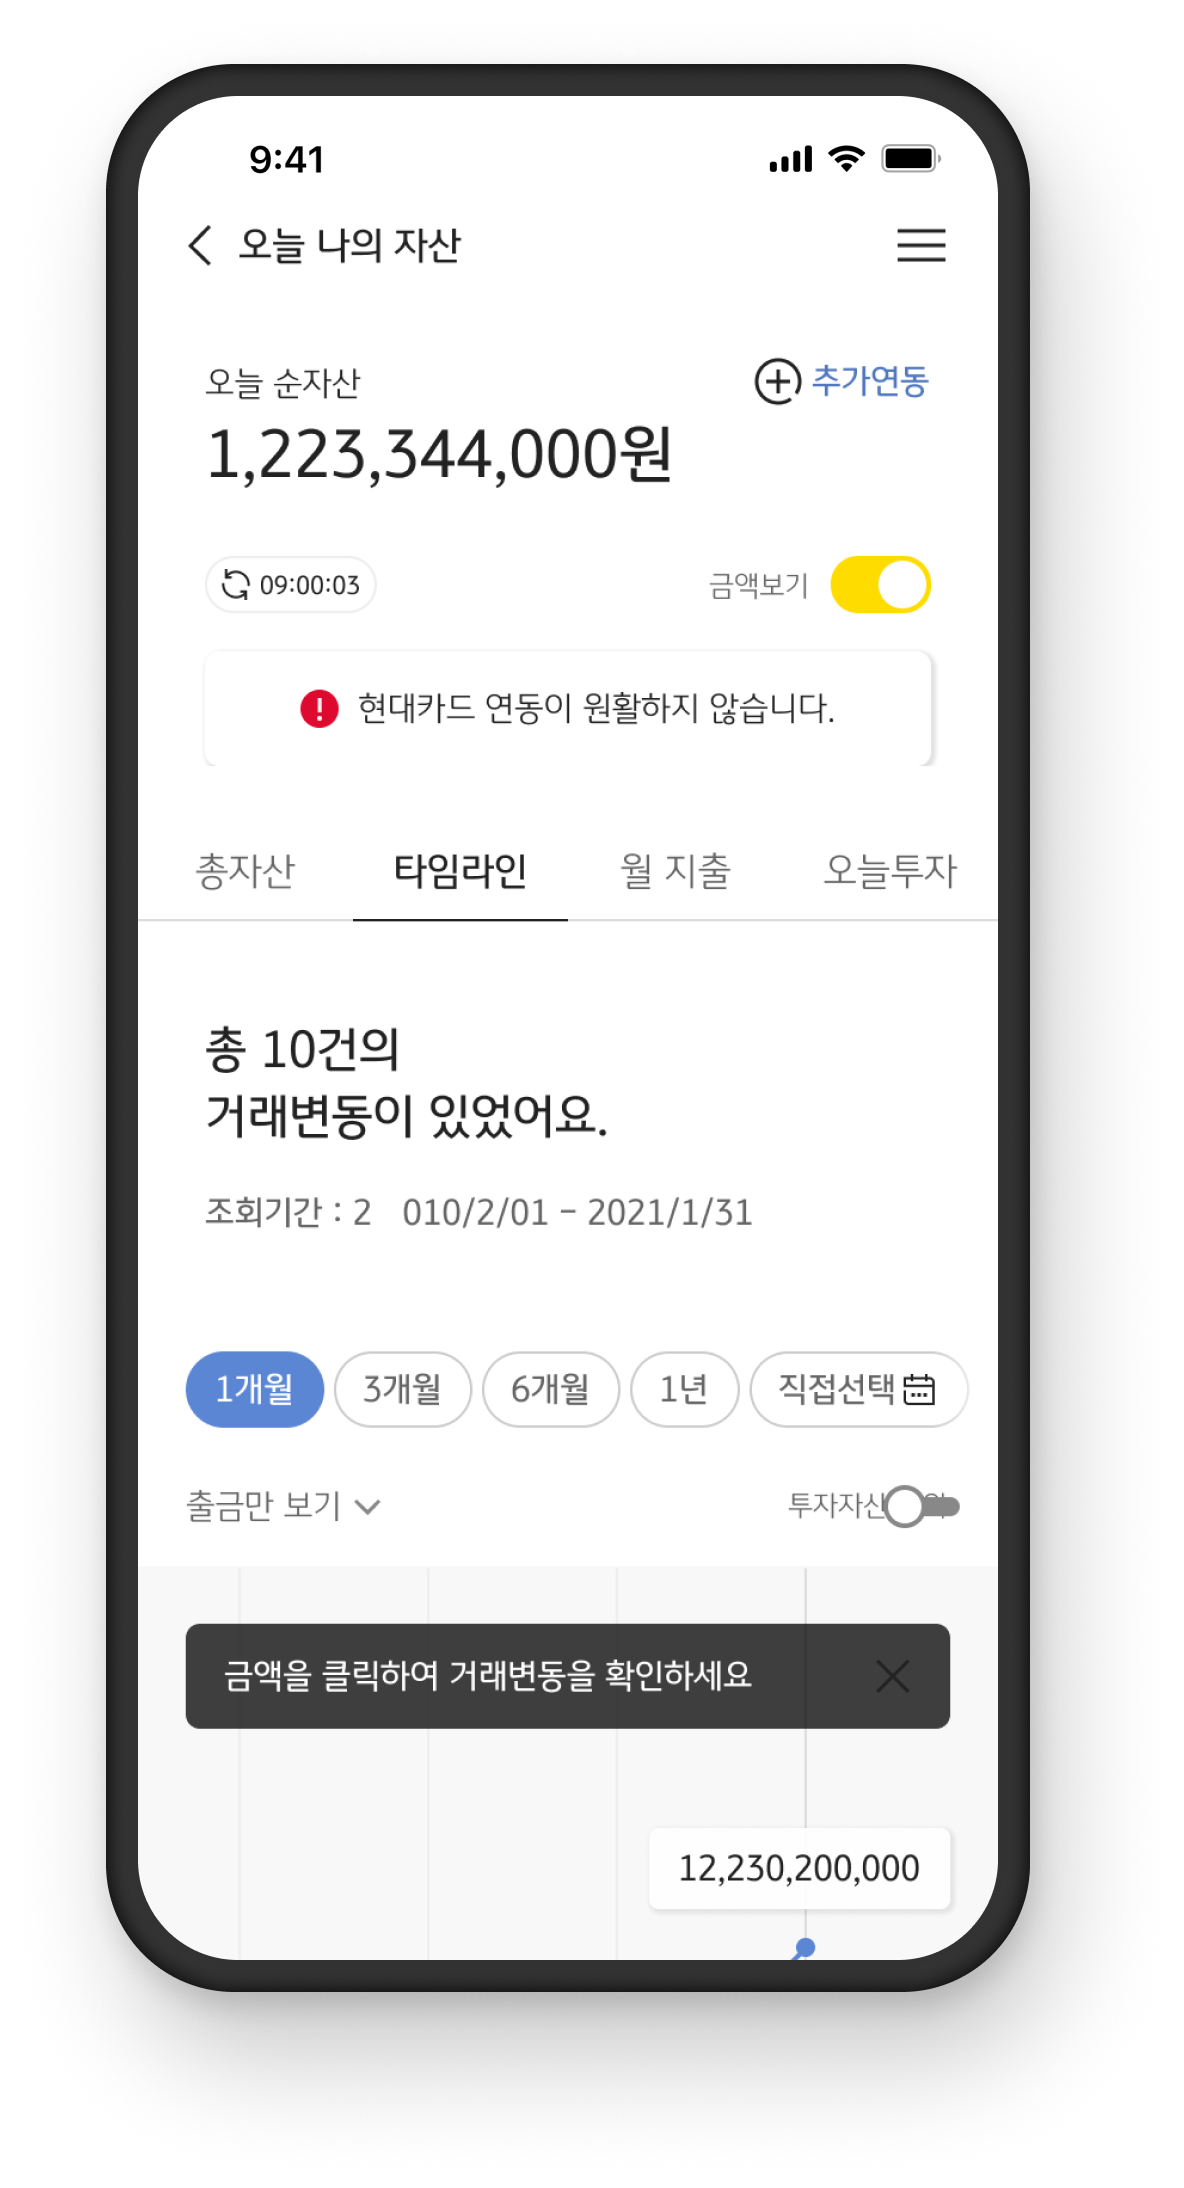 9:41
오늘 나의 자산
오늘 순자산
추가연동
1,223,344,000원
09:00:03
금액보기
현대카드 연동이 원활하지 않습니다.
총자산 타임라인 월 지출 오늘투자
총 10건의
거래변동이 있었어요.
조회기간 : 2 010/2/01 - 2021/1/31
1개월 3개월 6개월 1년 직접선택
출금만 보기
투자자산
금액을 클릭하여 거래변동을 확인하세요
12,230,200,000